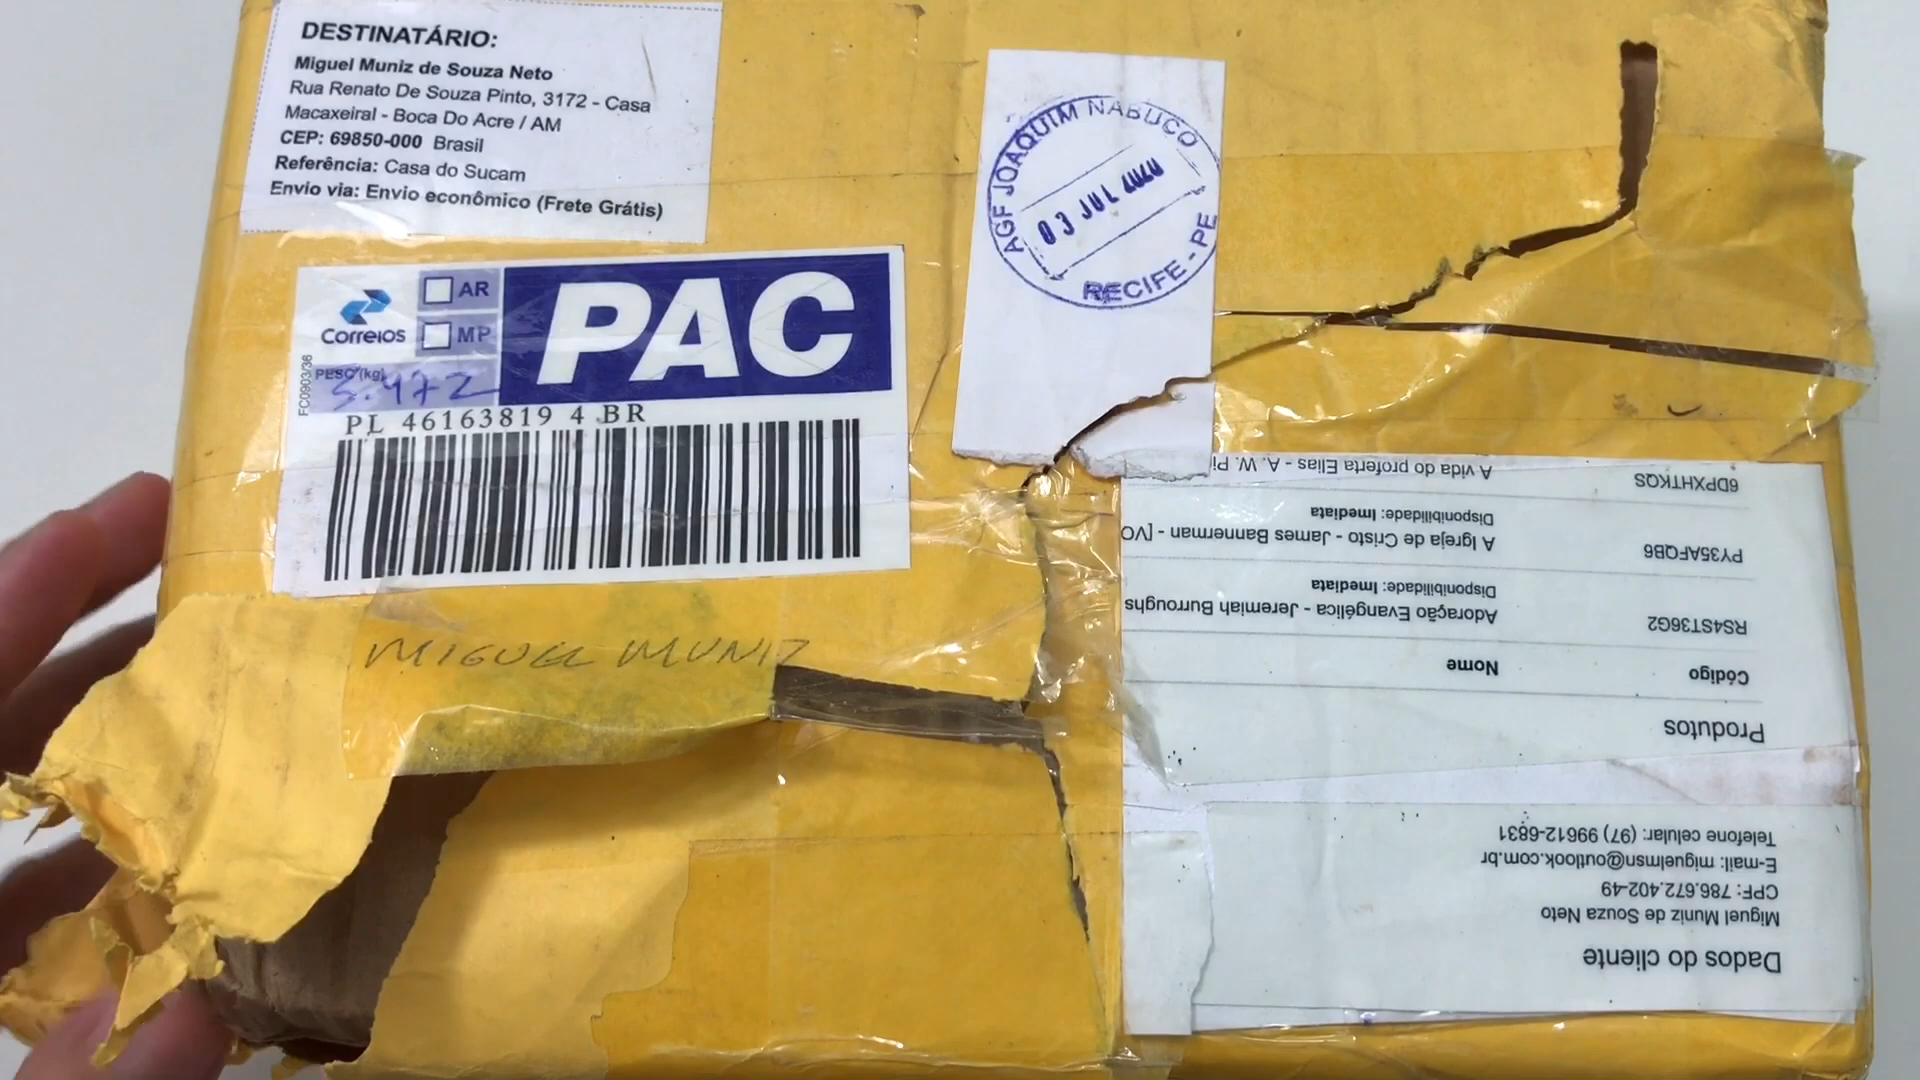 DESTINATÁRIO:
Miguel Muniz de Souza Neto
Rua Renato De Souza Pinto, 3172 - Casa
Macaxeiral - Boca Do Acre / AM
CEP: 69850-000 Brasil
Referência: Casa do Sucam
Envio via: Envio econômico (Frete Grátis)
AGF JOAQUIM NABUCO
03 JUL
RECIFE - PE
Correios
AR
MP
PAC
PESO (kg)
5.472
FC0903/36
PL 46163819 4 BR
MIGUEL MUNIZ
Dados do cliente
Miguel Muniz de Souza Neto
CPF: 786.672.402-49
E-mail: miguelmsn@outlook.com.br
Telefone celular: (97) 99612-6831
Produtos
Código Nome
RS4ST36G2 Adoração Evangélica - Jeremiah Burroughs
Disponibilidade: Imediata
PY35AFQB6 A Igreja de Cristo - James Bannerman - [VO
Disponibilidade: Imediata
6DPXHTKQS A vida do proferta Elias - A. W. Pi